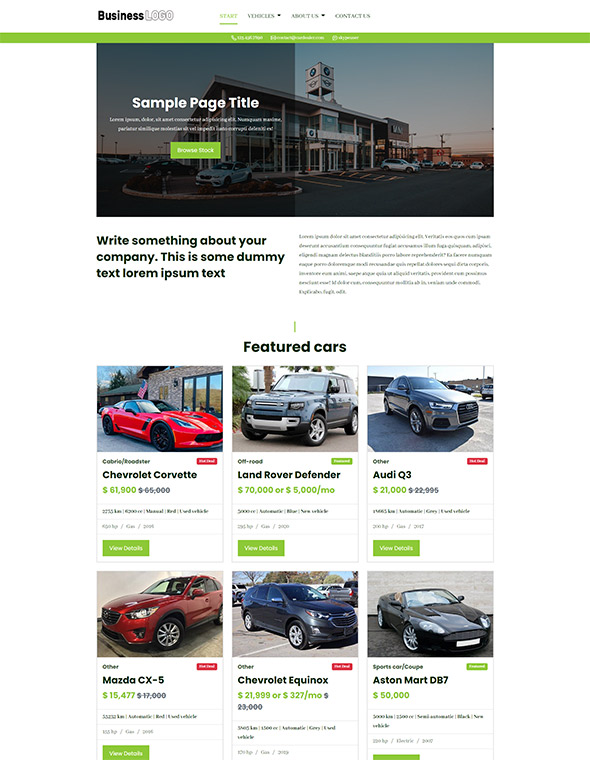 BusinessLOGO
START VEHICLES ABOUT US CONTACT US
123 456 7890 contact@cardealer.com skypeuser
Sample Page Title
Lorem ipsum, dolor, sit amet consectetur adipisicing elit. Numquam maxime,
pariatur similique molestias sit vel impedit iusto corrupti deleniti ex!
Browse Stock
Write something about your
company. This is some dummy
text lorem ipsum text
Lorem ipsum dolor sit amet consectetur adipisicing elit. Veritatis eos quos eum ipsam
deserunt accusantium consequuntur fugiat accusamus illum fuga quisquam, adipisci,
eligendi magnam delectus blanditiis porro labore reprehenderit? Ea facere numquam
eaque porro doloremque modi recusandae quis repellat dolores sequi dicta corporis,
inventore eum animi, saepe atque quia ut aliquid veritatis, provident cum possimus
nesciunt esse! Id dolor cum, consequuntur mollitia ab in, veniam unde commodi.
Explicabo, fugit, odit.
Featured cars
Cabrio/Roadster Hot Deal
Chevrolet Corvette
$ 61,900 $ 65,000
2755 km | 6200 cc | Manual | Red | Used vehicle
650 hp / Gas / 2016
View Details
Off-road Featured
Land Rover Defender
$ 70,000 or $ 5,000/mo
3000 cc | Automatic | Blue | New vehicle
395 hp / Gas / 2020
View Details
Other Hot Deal
Audi Q3
$ 21,000 $ 22,995
18665 km | Automatic | Grey | Used vehicle
200 hp / Gas / 2017
View Details
Other Hot Deal
Mazda CX-5
$ 15,477 $ 17,000
53232 km | Automatic | Red | Used vehicle
155 hp / Gas / 2016
View Details
Other Hot Deal
Chevrolet Equinox
$ 21,999 or $ 327/mo $
23,000
3805 km | 1500 cc | Automatic | Grey | Used
vehicle
170 hp / Gas / 2019
Sports car/Coupe Featured
Aston Mart DB7
$ 50,000
5000 km | 2500 cc | Semi automatic | Black | New
vehicle
220 hp / Electric / 2007